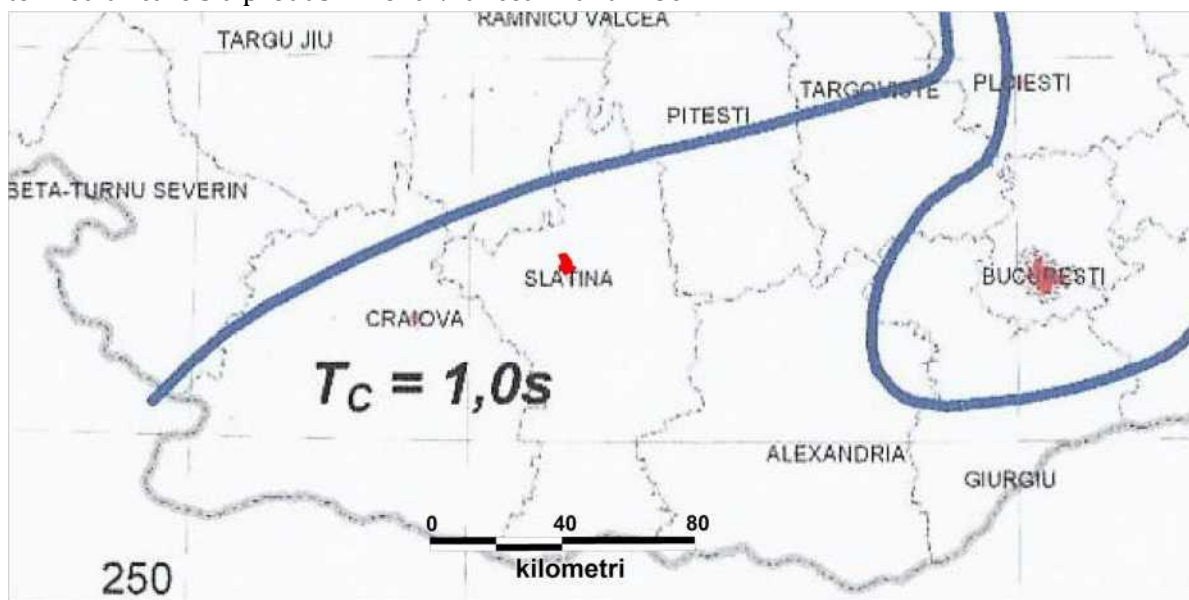 RAMNICU VALCEA
TARGU JIU
TARGOVISTE
PLOIESTI
PITESTI
BETA-TURNU SEVERIN
SLATINA
BUCURESTI
CRAIOVA
T_C = 1,0s
ALEXANDRIA
GIURGIU
0 40 80
kilometri
250